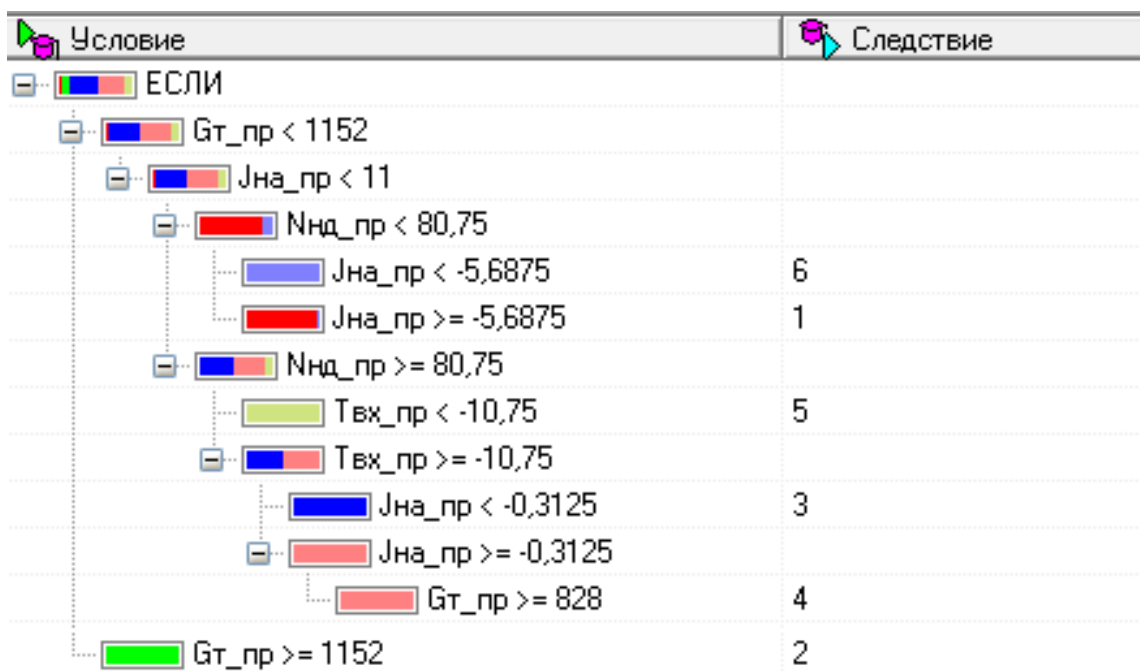 Условие Следствие
ЕСЛИ
Gт_пр < 1152
Jна_пр < 11
Nнд_пр < 80,75
Jна_пр < -5,6875 6
Jна_пр >= -5,6875 1
Nнд_пр >= 80,75
Tвх_пр < -10,75 5
Tвх_пр >= -10,75
Jна_пр < -0,3125 3
Jна_пр >= -0,3125
Gт_пр >= 828 4
Gт_пр >= 1152 2